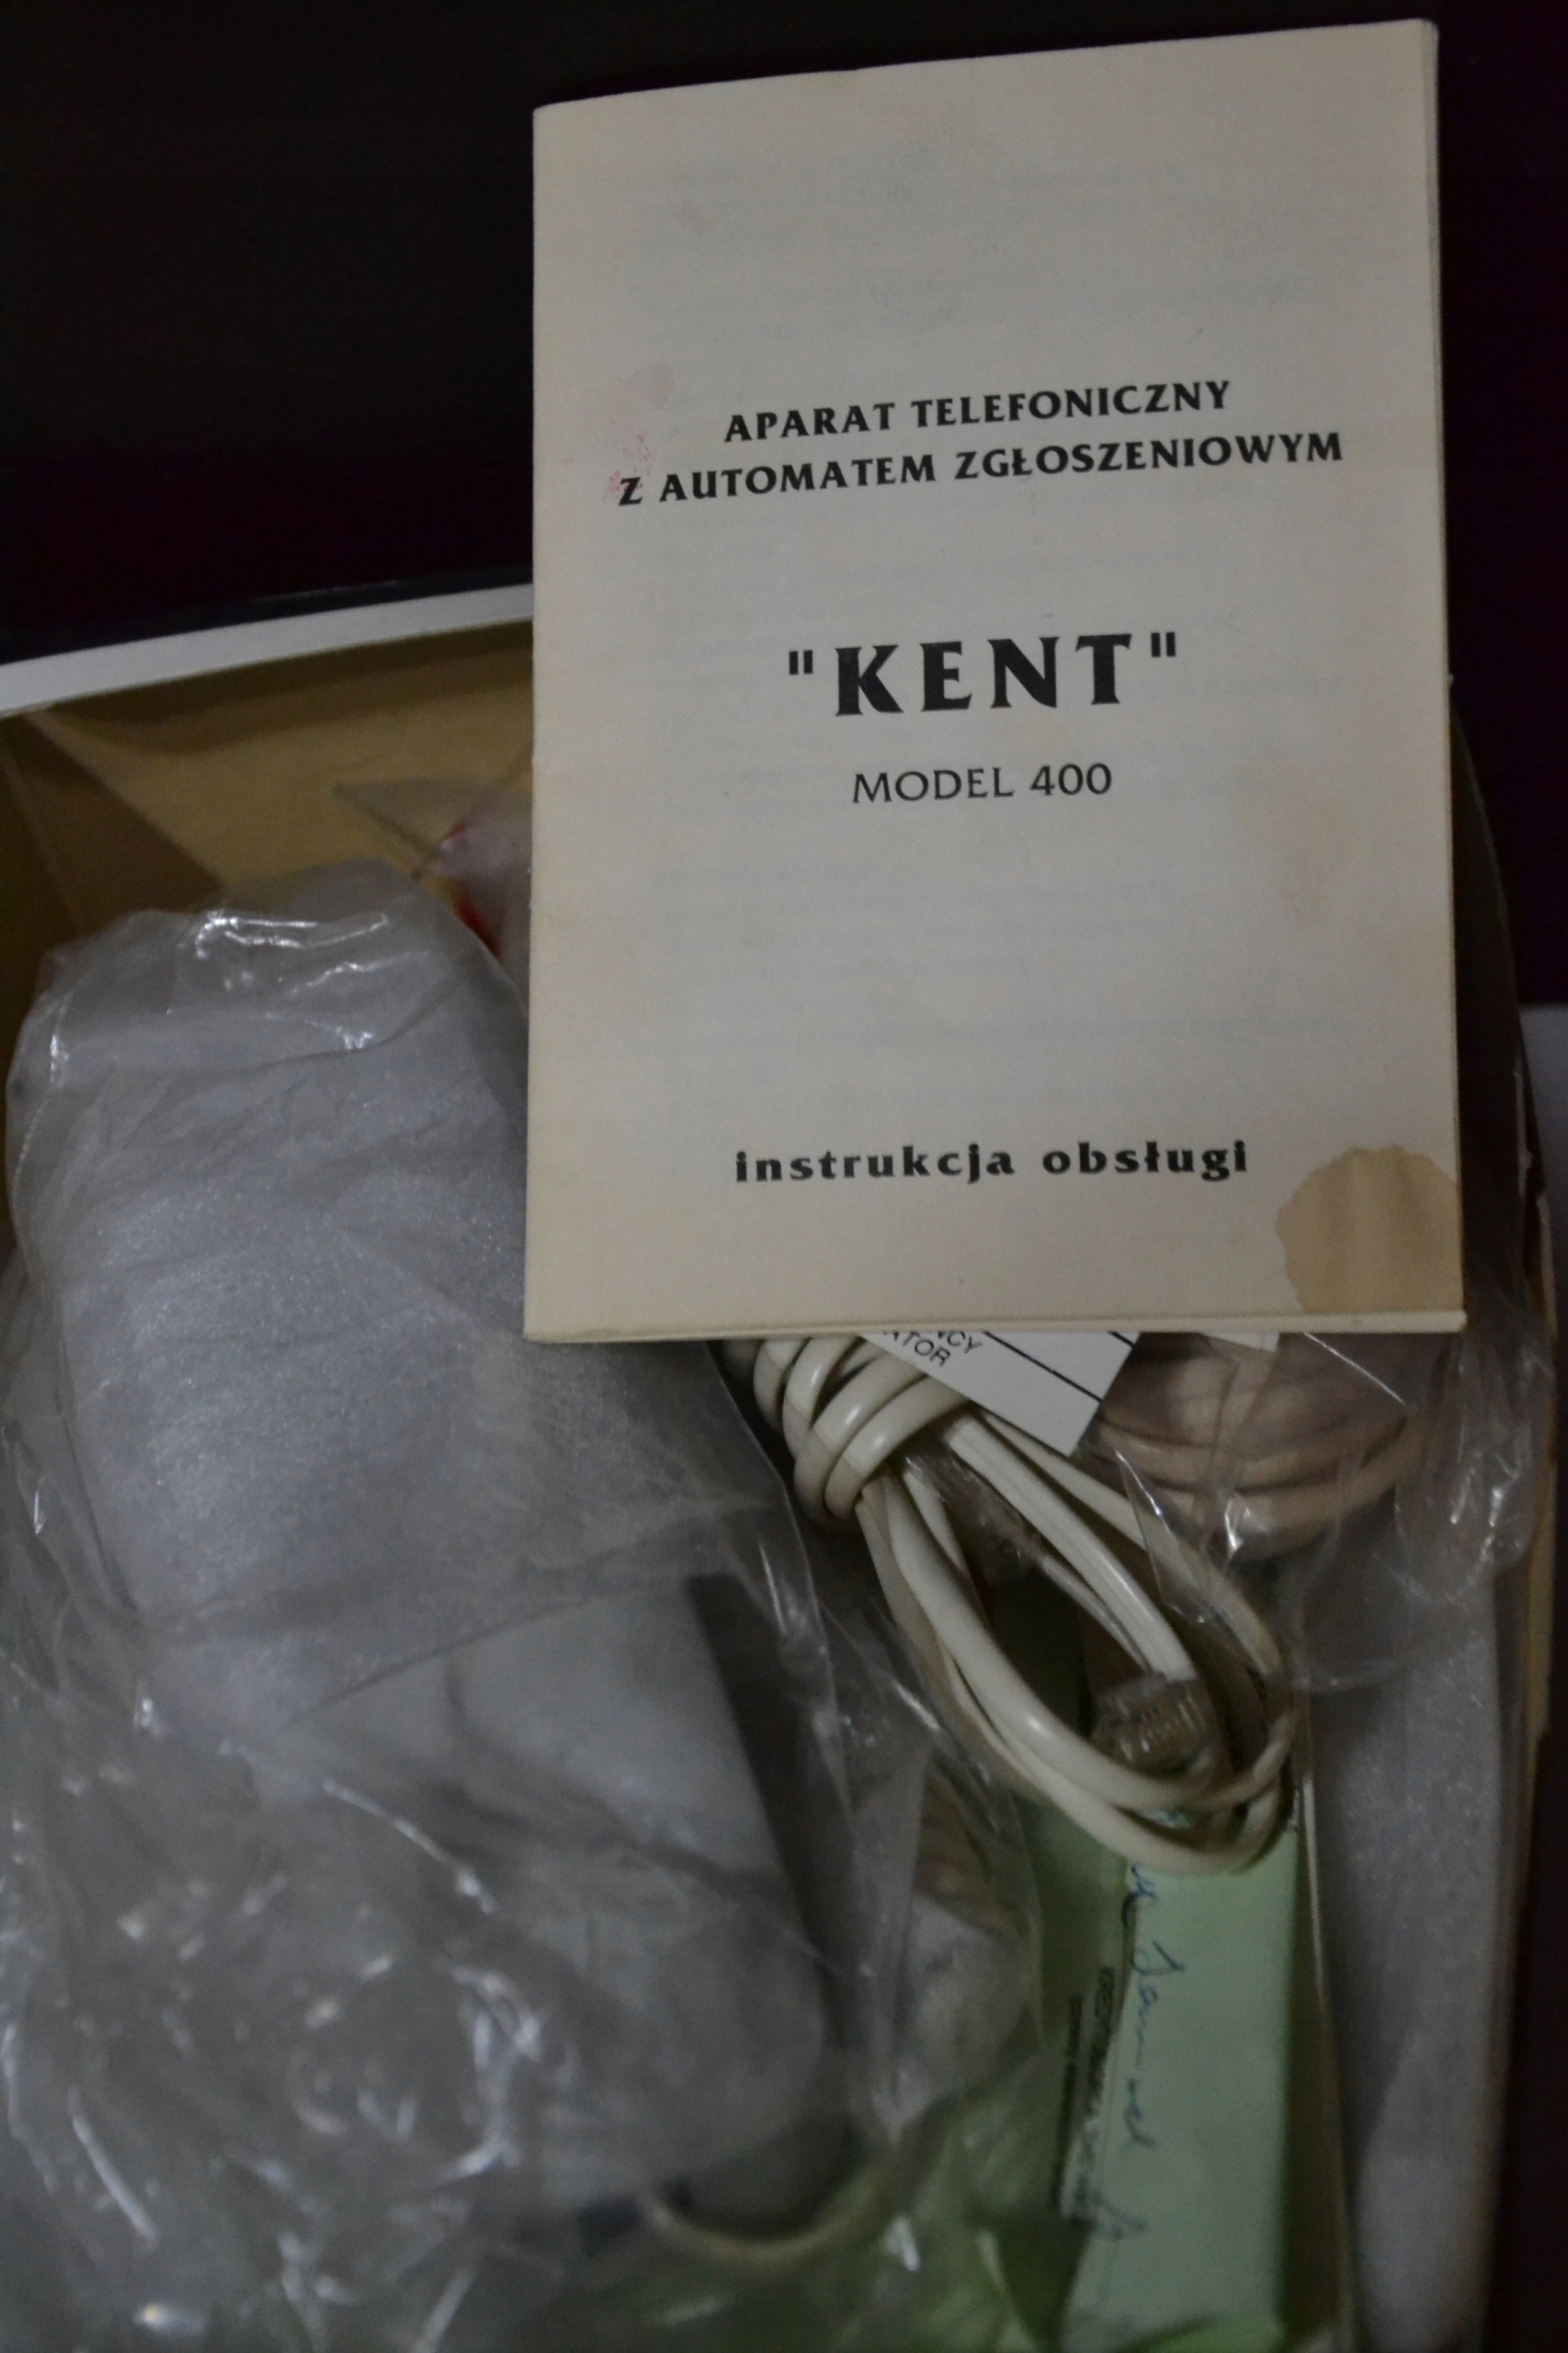 APARAT TELEFONICZNY
Z AUTOMATEM ZGŁOSZENIOWYM
"KENT"
MODEL 400
instrukcja obsługi